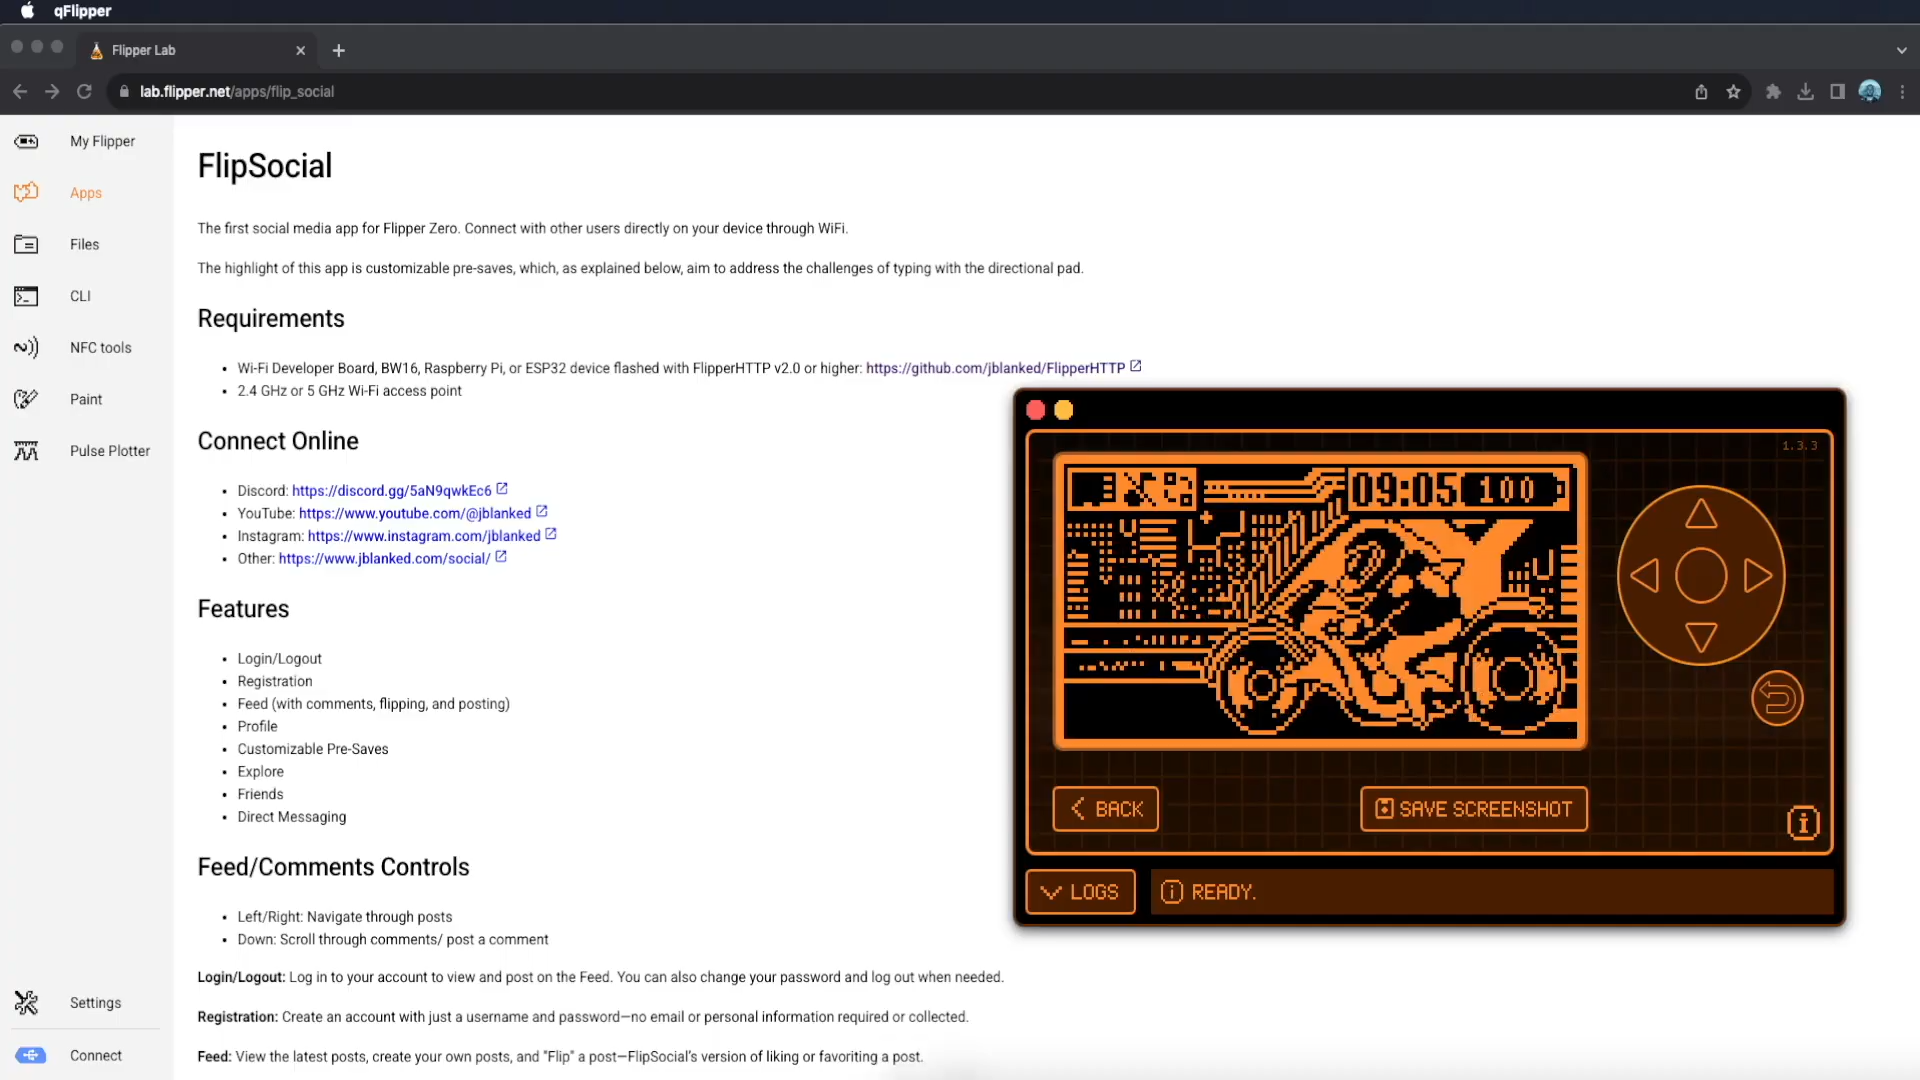 qFlipper
Flipper Lab
lab.flipper.net/apps/flip_social
My Flipper
Apps
Files
CLI
NFC tools
Paint
Pulse Plotter
Settings
Connect
FlipSocial
The first social media app for Flipper Zero. Connect with other users directly on your device through WiFi.
The highlight of this app is customizable pre-saves, which, as explained below, aim to address the challenges of typing with the directional pad.
Requirements
• Wi-Fi Developer Board, BW16, Raspberry Pi, or ESP32 device flashed with FlipperHTTP v2.0 or higher: https://github.com/jblanked/FlipperHTTP
• 2.4 GHz or 5 GHz Wi-Fi access point
Connect Online
• Discord: https://discord.gg/5aN9qwkEc6
• YouTube: https://www.youtube.com/@jblanked
• Instagram: https://www.instagram.com/jblanked
• Other: https://www.jblanked.com/social/
Features
• Login/Logout
• Registration
• Feed (with comments, flipping, and posting)
• Profile
• Customizable Pre-Saves
• Explore
• Friends
• Direct Messaging
Feed/Comments Controls
• Left/Right: Navigate through posts
• Down: Scroll through comments/ post a comment
Login/Logout: Log in to your account to view and post on the Feed. You can also change your password and log out when needed.
Registration: Create an account with just a username and password—no email or personal information required or collected.
Feed: View the latest posts, create your own posts, and "Flip" a post—FlipSocial's version of liking or favoriting a post.
1.3.3
09:05 100
BACK
SAVE SCREENSHOT
LOGS
READY.